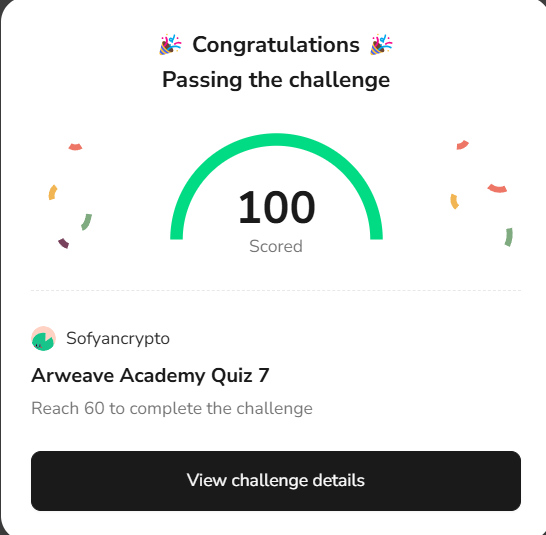 🎉 Congratulations 🎉
Passing the challenge
100
Scored
Sofyancrypto
Arweave Academy Quiz 7
Reach 60 to complete the challenge
View challenge details